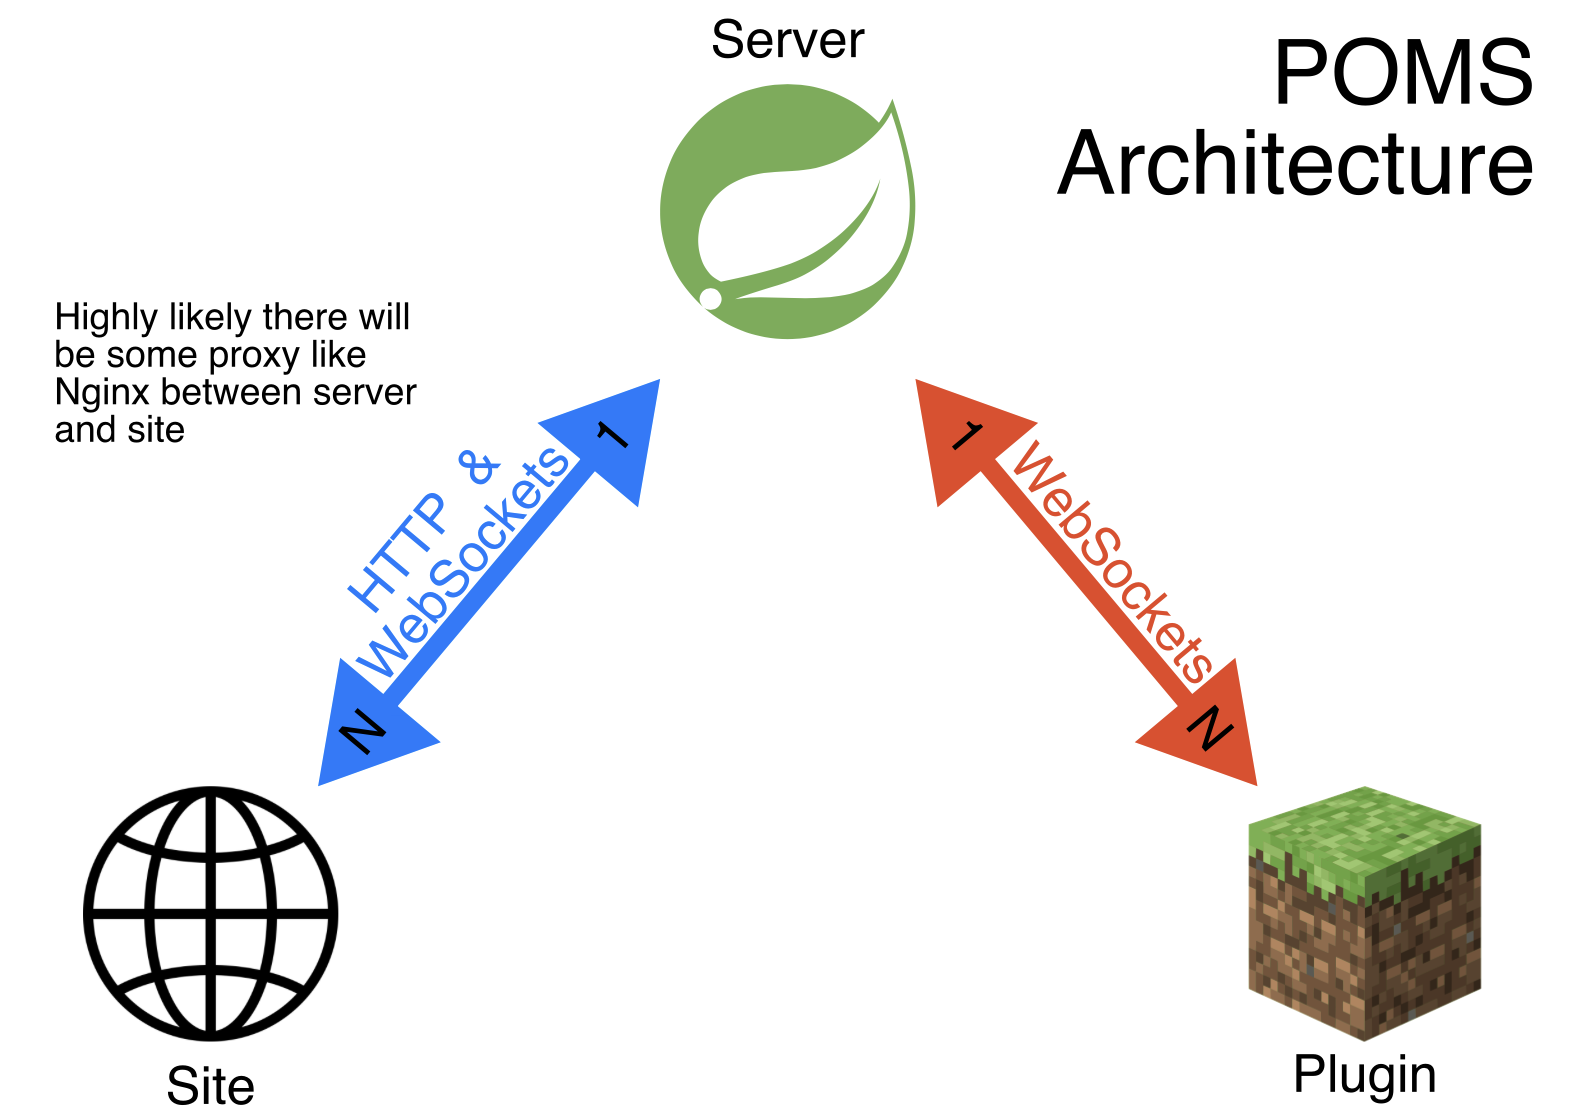 Server
POMS
Architecture
Highly likely there will
be some proxy like
Nginx between server
and site
HTTP &
WebSockets
1
N
WebSockets
1
N
Site
Plugin